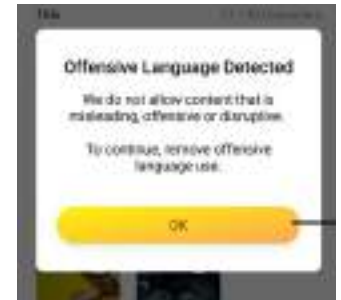 Title
Offensive Language Detected
We do not allow content that is
misleading, offensive or disruptive.
To continue, remove offensive
language use.
OK